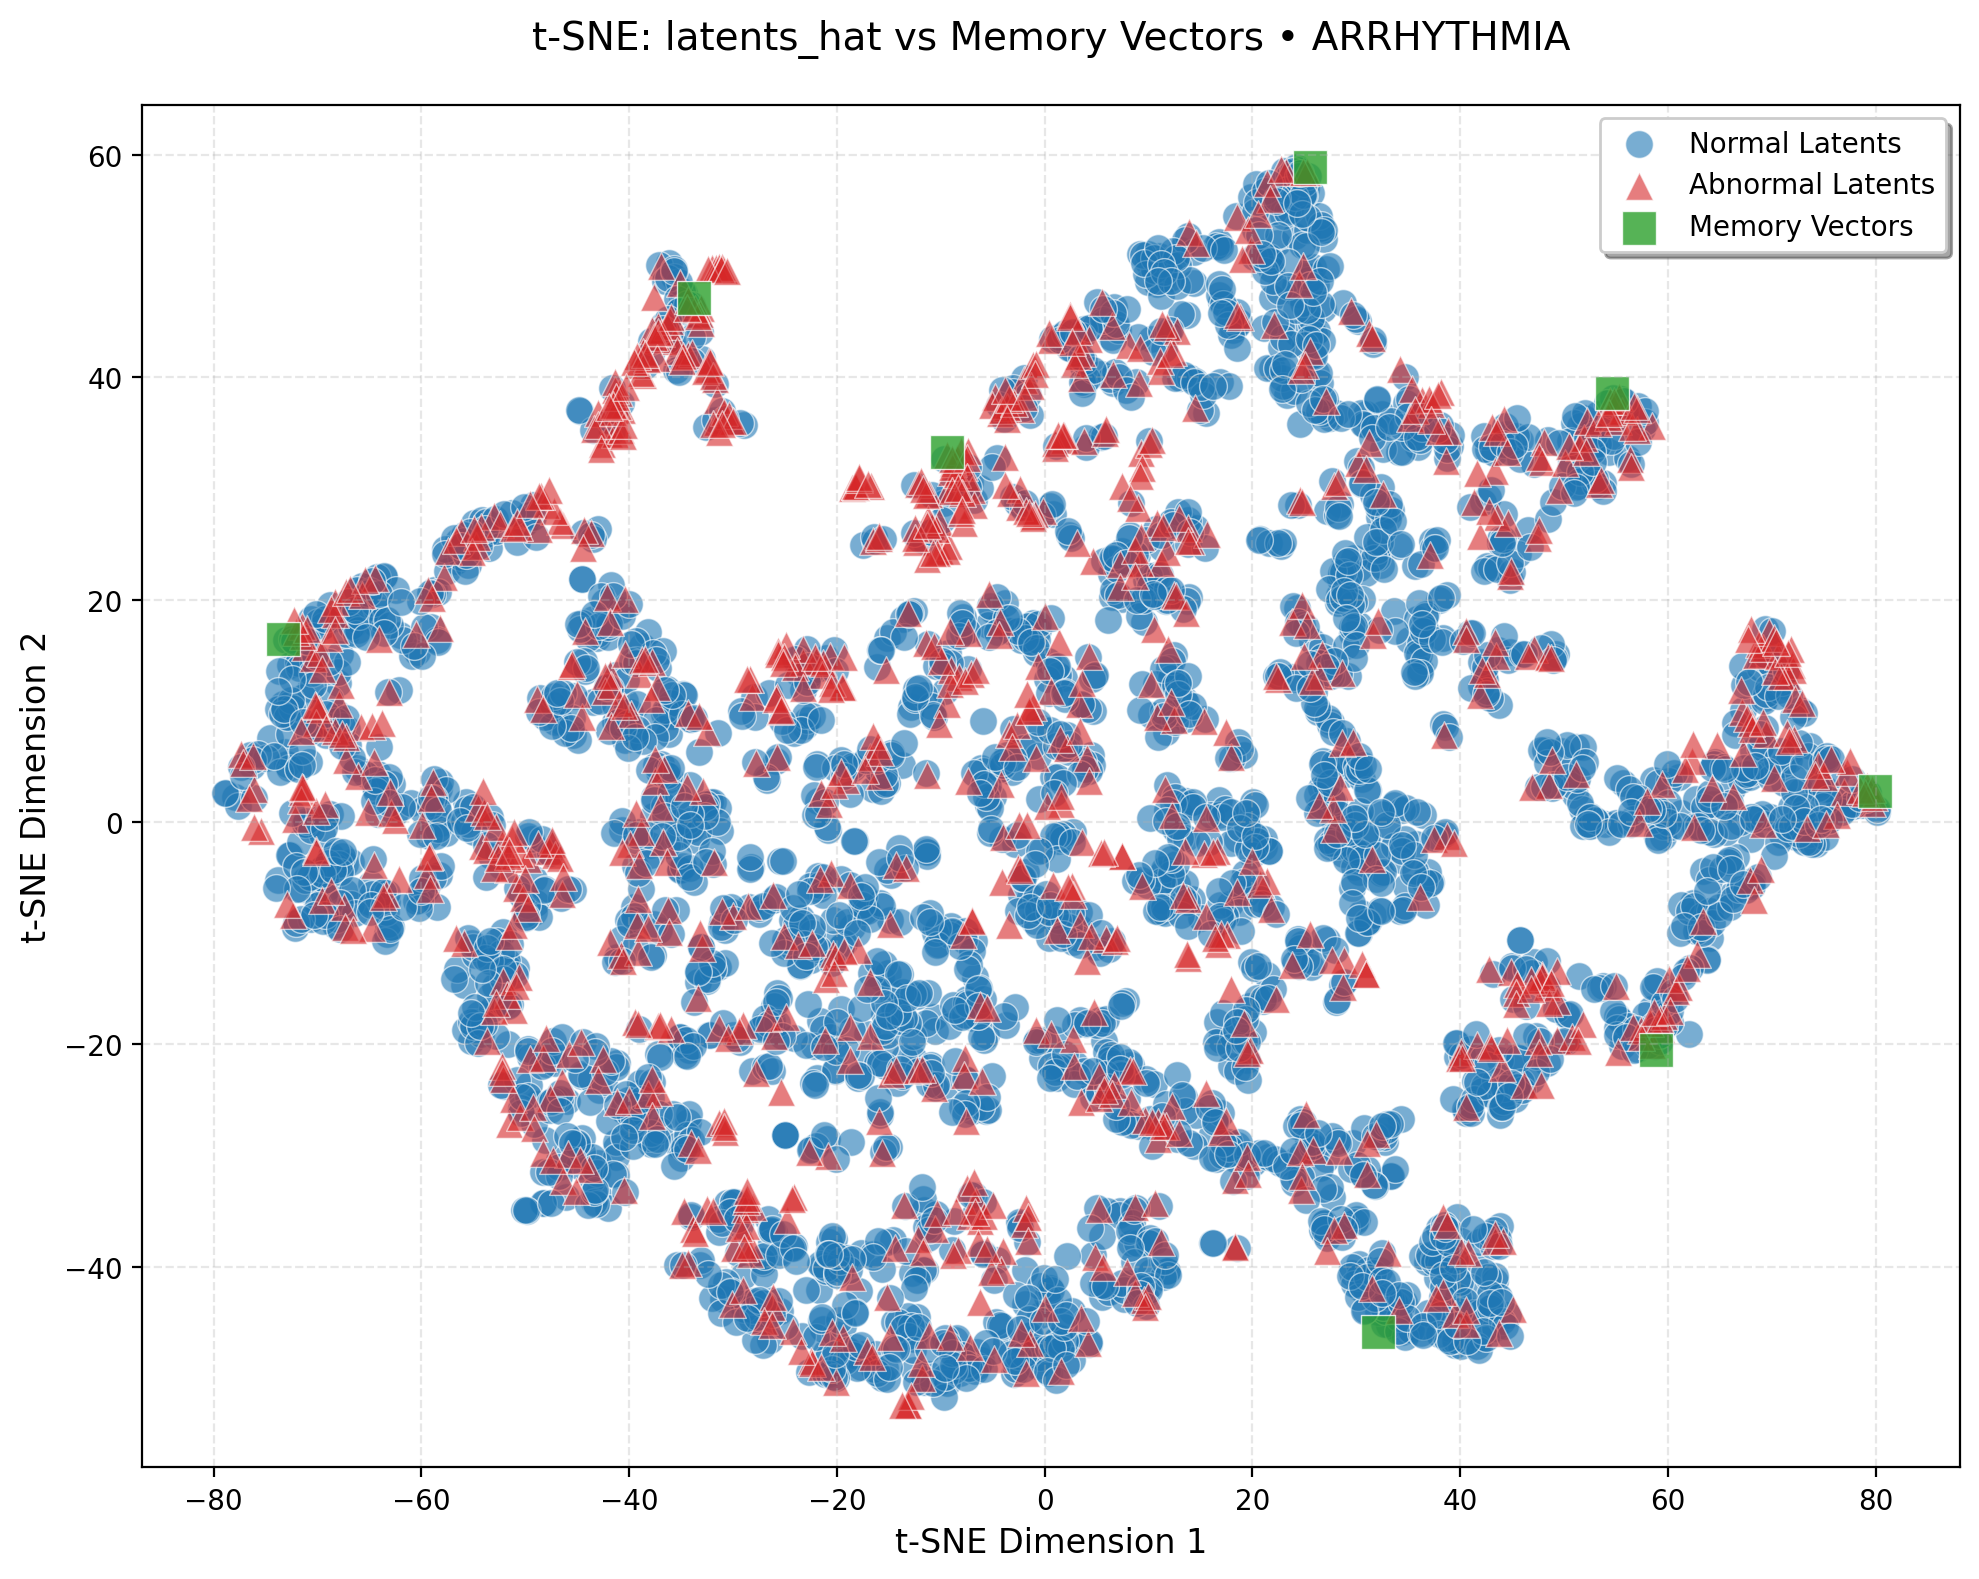 t-SNE: latents_hat vs Memory Vectors • ARRHYTHMIA
Normal Latents
Abnormal Latents
Memory Vectors
60
40
20
0
−20
−40
t-SNE Dimension 2
−80
−60
−40
−20
0
20
40
60
80
t-SNE Dimension 1